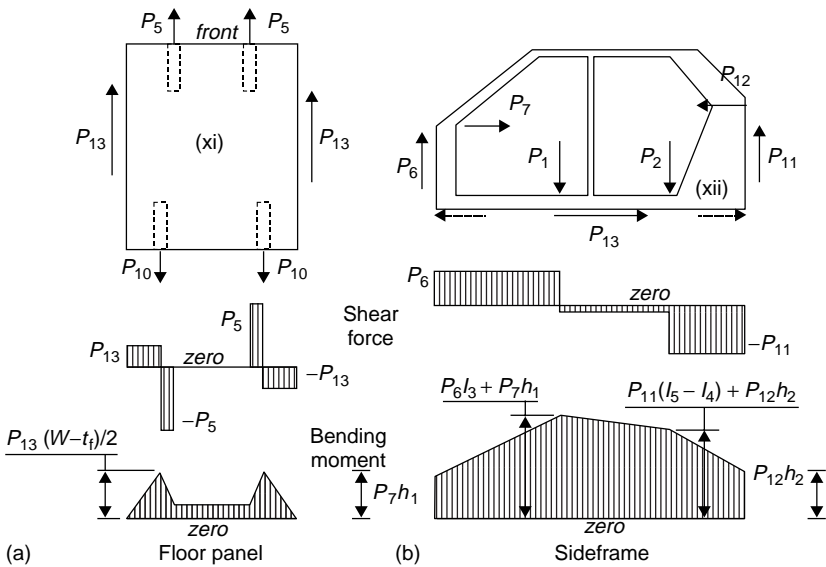 P5 front P5
P13 (xi) P13
P10 P10
P12
P7
P6 P1 P2 P11
(xii)
P13
P5
P13 zero –P13
–P5
Shear force
P6 zero
–P11
P13 (W–tf)/2
Bending moment
zero
P6l3 + P7h1 P11(l5 – l4) + P12h2
P7h1 P12h2
zero
(a) Floor panel (b) Sideframe